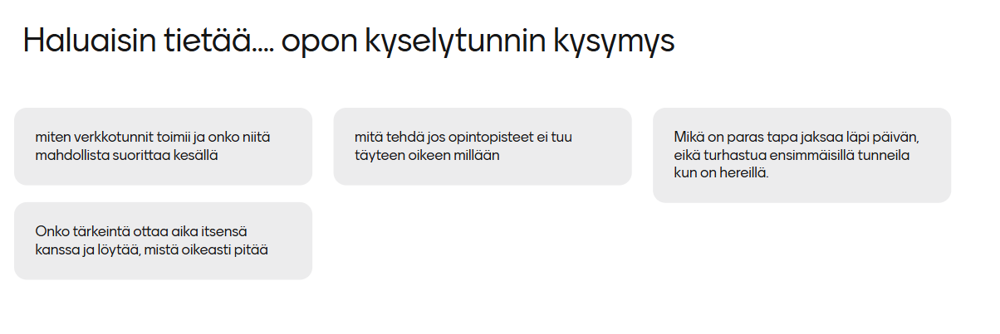 Haluaisin tietää.... opon kyselytunnin kysymys
miten verkkotunnit toimii ja onko niitä
mahdollista suorittaa kesällä
mitä tehdä jos opintopisteet ei tuu
täyteen oikeen millään
Mikä on paras tapa jaksaa läpi päivän,
eikä turhastua ensimmäisillä tunneila
kun on hereillä.
Onko tärkeintä ottaa aika itsensä
kanssa ja löytää, mistä oikeasti pitää